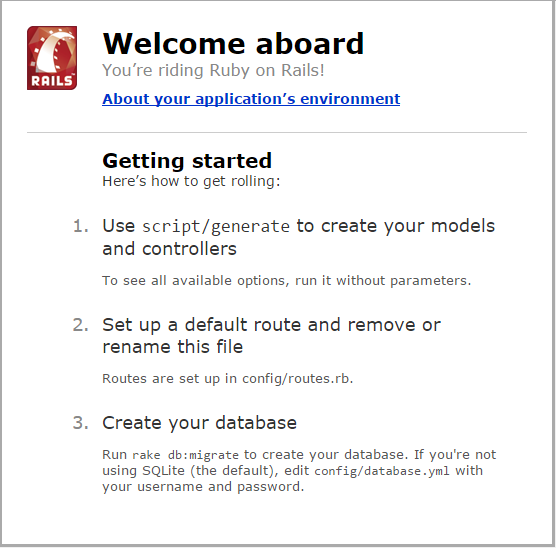 RAILS
Welcome aboard
You’re riding Ruby on Rails!
About your application’s environment
Getting started
Here’s how to get rolling:
1. Use script/generate to create your models
and controllers
To see all available options, run it without parameters.
2. Set up a default route and remove or
rename this file
Routes are set up in config/routes.rb.
3. Create your database
Run rake db:migrate to create your database. If you're not
using SQLite (the default), edit config/database.yml with
your username and password.